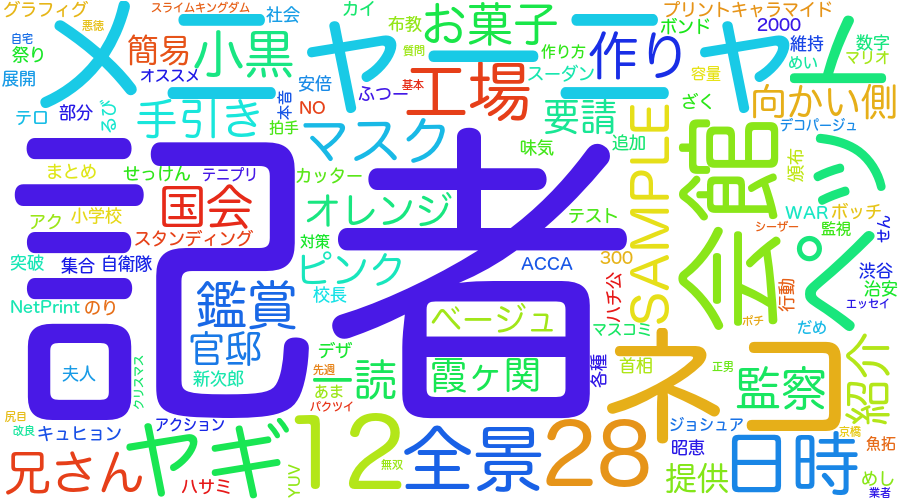 グラフィグ
スライムキングダム
社会
カイ
布教
お菓子
プリントキャラマイド
2000
自宅
悪徳
メニュー
簡易
小黒
ヤ
質問
作り方
作り
ボンド
ヤ
維持
めい
数字
マリオ
祭り
展開
オススメ
安倍
ふつー
基本
工場
スーダン
容量
テロ
部分
手引き
本音
NO
拍手
マスク
要請
追加
味気
ざく
向かい側
デコパージュ
まとめ
せっけん
テニプリ
カッター
SAMPLE
会館
頒布
ペッ
アク
小学校
国会
オレンジ
テスト
WAR
ボッチ
監視
せん
スタンディング
対策
シーザー
突破
集合
自衛隊
記者
ピンク
ACCA
300
渋谷
治安
NetPrint
のり
鑑賞
校長
ハチ公
行動
エッセイ
官邸
ベージュ
マスコミ
ポチ
だめ
夫人
新次郎
デザ
一読
霞ヶ関
各種
首相
正男
ネコ
紹介
クリスマス
先週
あま
パクツイ
監察
尻目
改良
キュヒョン
アクション
12
全景
28
ジョシュア
京橋
昭恵
日時
魚拓
兄さん
ヤギ
ハサミ
YUV
無双
提供
めし
業者